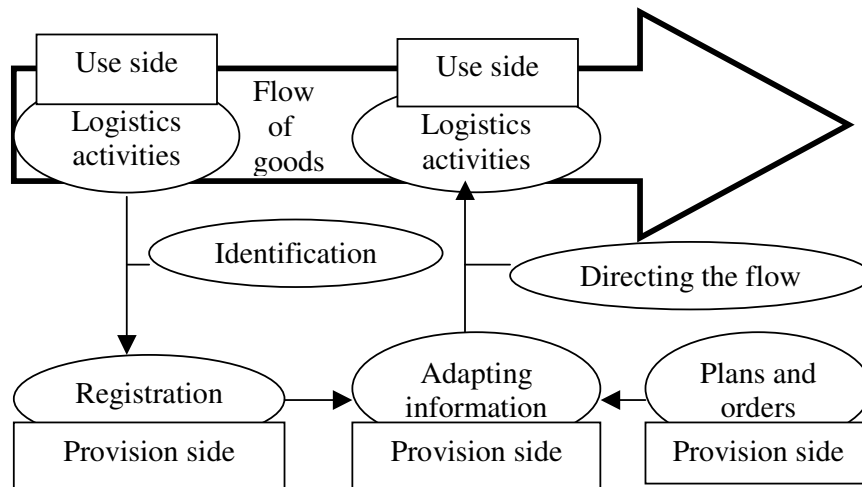 Use side
Use side
Logistics
activities
Flow
of
goods
Logistics
activities
Identification
Directing the flow
Registration
Adapting
information
Plans and
orders
Provision side
Provision side
Provision side